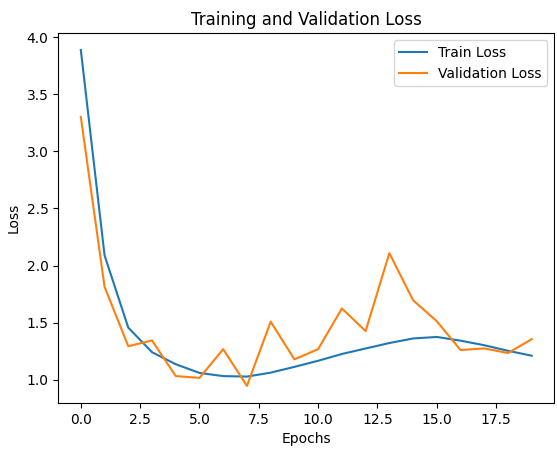 Training and Validation Loss
Train Loss
Validation Loss
4.0
3.5
3.0
2.5
2.0
1.5
1.0
Loss
0.0 2.5 5.0 7.5 10.0 12.5 15.0 17.5
Epochs